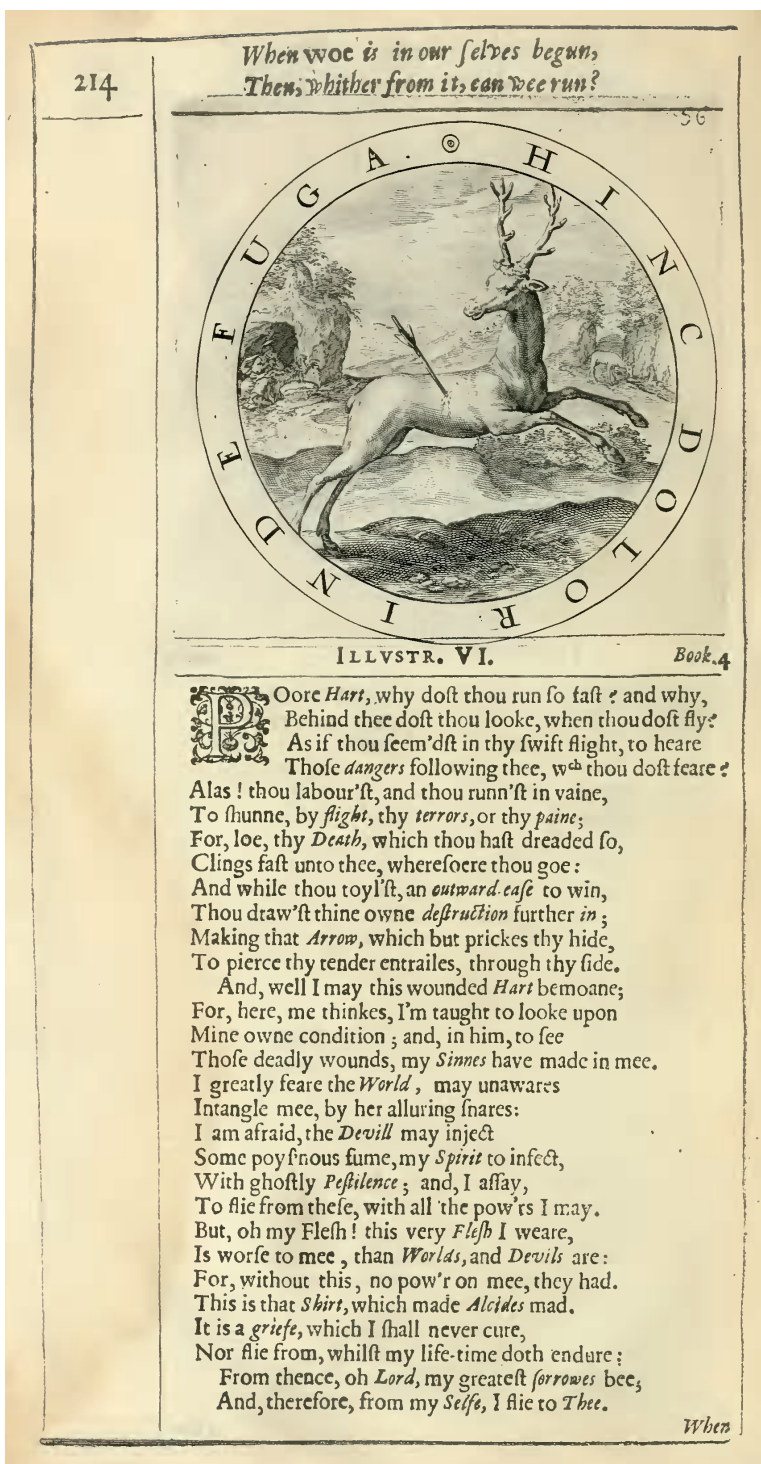 214
When woe is in our ſelves begun,
Then, whither from it, can wee run?
56
HINC DOLOR INDE FUGA.
ILLVSTR. VI. Book. 4
POore Hart, why doſt thou run ſo faſt? and why,
Behind thee doſt thou looke, when thou doſt fly?
As if thou ſeem'dſt in thy ſwift flight, to heare
Thoſe dangers following thee, wᶜʰ thou doſt feare?
Alas! thou labour'ſt, and thou runn'ſt in vaine,
To ſhunne, by flight, thy terrors, or thy paine;
For, loe, thy Death, which thou haſt dreaded ſo,
Clings faſt unto thee, whereſoere thou goe:
And while thou toyl'ſt, an outward-eaſe to win,
Thou draw'ſt thine owne deſtruction further in;
Making that Arrow, which but prickes thy hide,
To pierce thy tender entrailes, through thy ſide.
And, well I may this wounded Hart bemoane;
For, here, me thinkes, I'm taught to looke upon
Mine owne condition; and, in him, to ſee
Thoſe deadly wounds, my Sinnes have made in mee.
I greatly feare the World, may unawares
Intangle mee, by her alluring ſnares:
I am afraid, the Devill may inject
Some poyſ'nous fume, my Spirit to infect,
With ghoſtly Peſtilence; and, I aſſay,
To flie from theſe, with all the pow'rs I may.
But, oh my Fleſh! this very Fleſh I weare,
Is worſe to mee, than Worlds, and Devils are:
For, without this, no pow'r on mee, they had.
This is that Shirt, which made Alcides mad.
It is a griefe, which I ſhall never cure,
Nor flie from, whilſt my life-time doth endure:
From thence, oh Lord, my greateſt ſorrowes bee;
And, therefore, from my Selfe, I flie to Thee.
When